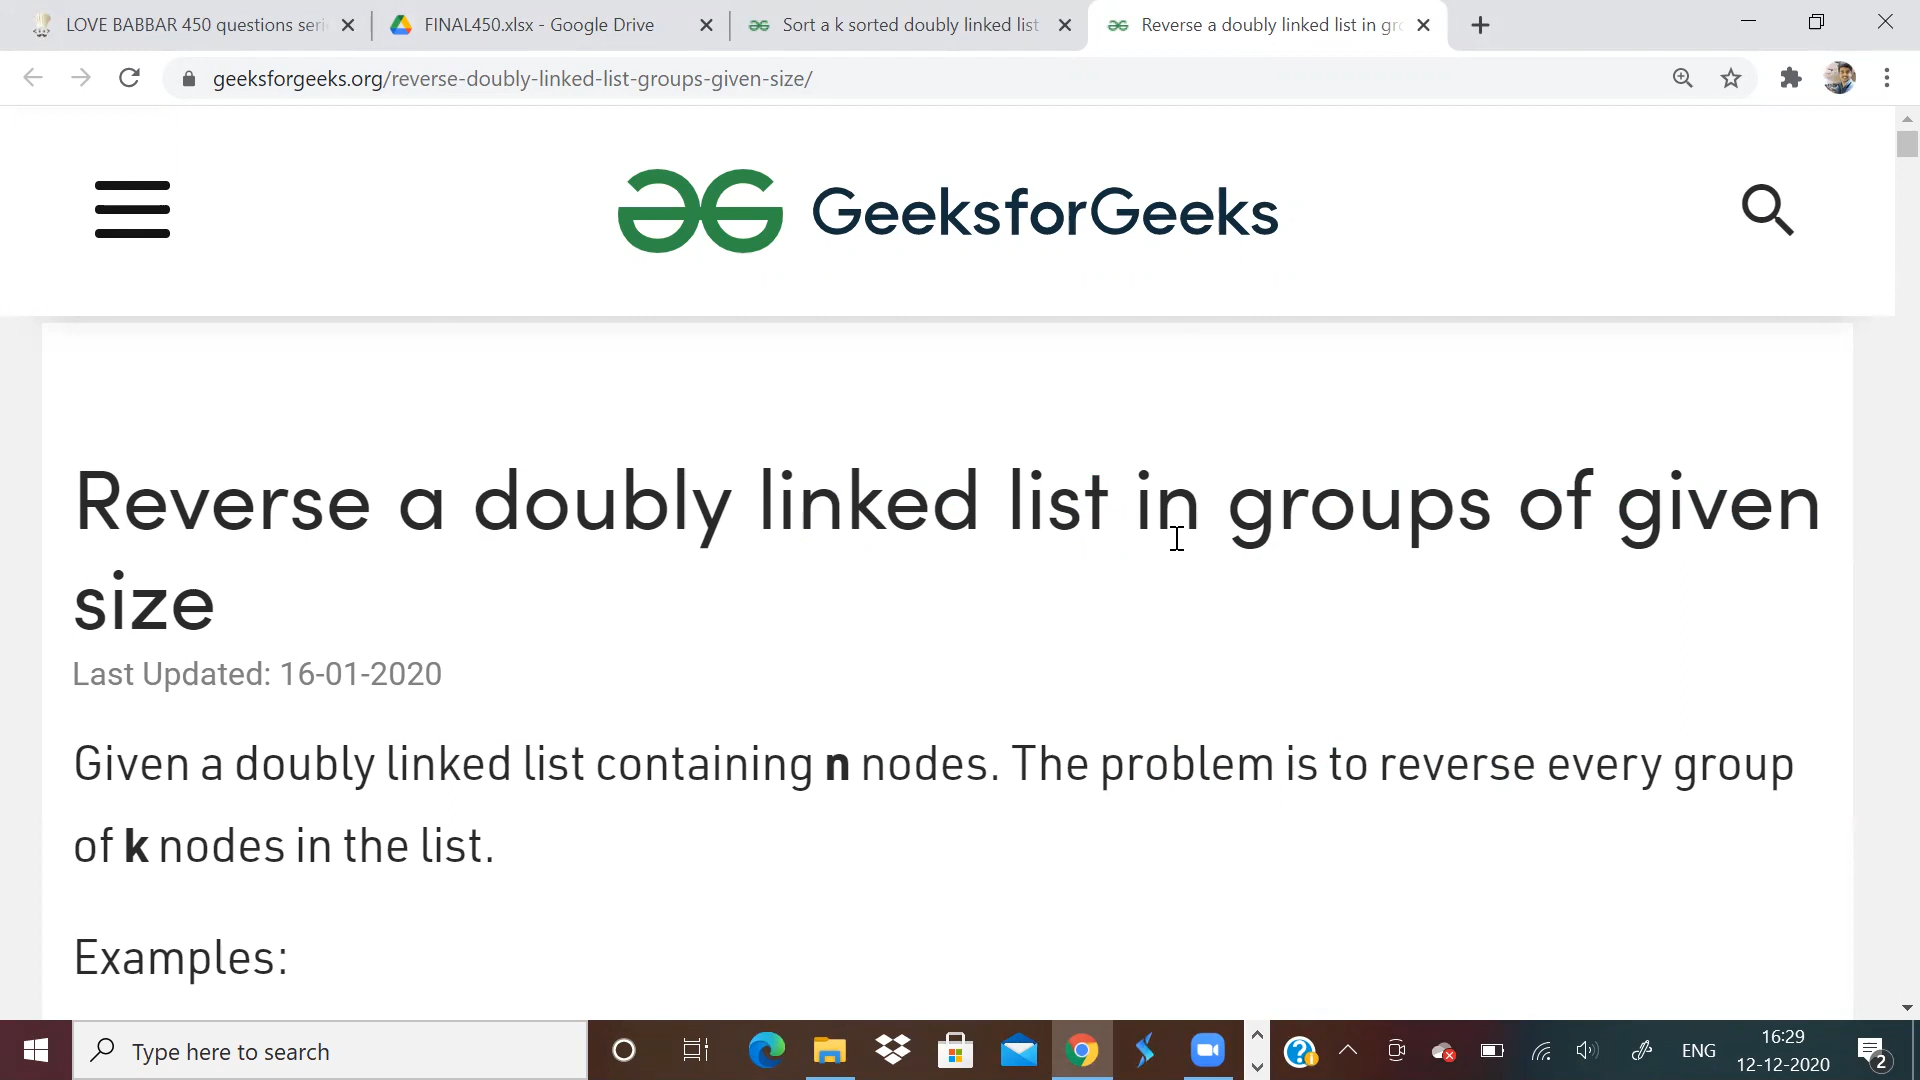 LOVE BABBAR 450 questions seri
FINAL450.xlsx - Google Drive
Sort a k sorted doubly linked list
Reverse a doubly linked list in gr
geeksforgeeks.org/reverse-doubly-linked-list-groups-given-size/
GeeksforGeeks
Reverse a doubly linked list in groups of given
size
Last Updated: 16-01-2020
Given a doubly linked list containing n nodes. The problem is to reverse every group
of k nodes in the list.
Examples:
Type here to search
ENG
16:29
12-12-2020
2